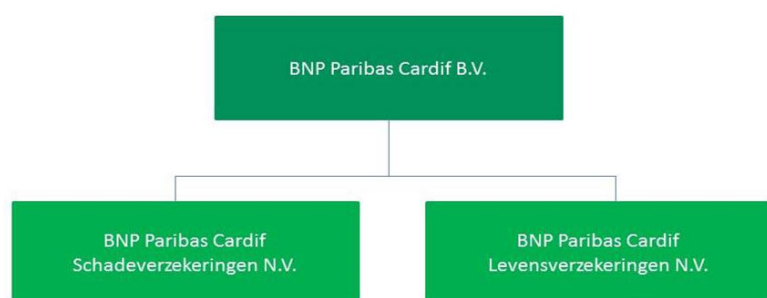 BNP Paribas Cardif B.V.
BNP Paribas Cardif
Schadeverzekeringen N.V.
BNP Paribas Cardif
Levensverzekeringen N.V.